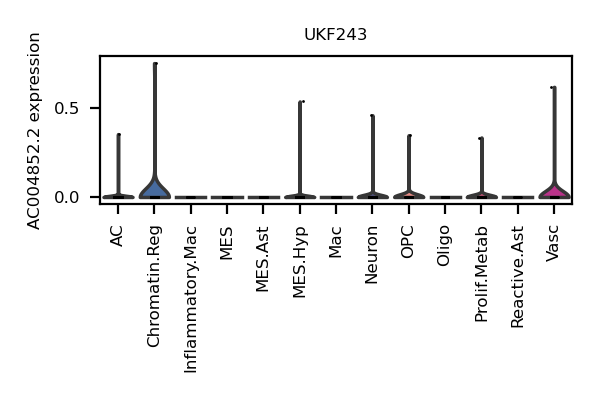 UKF243
AC004852.2 expression
0.5
0.0
AC
Chromatin.Reg
Inflammatory.Mac
MES
MES.Ast
MES.Hyp
Mac
Neuron
OPC
Oligo
Prolif.Metab
Reactive.Ast
Vasc